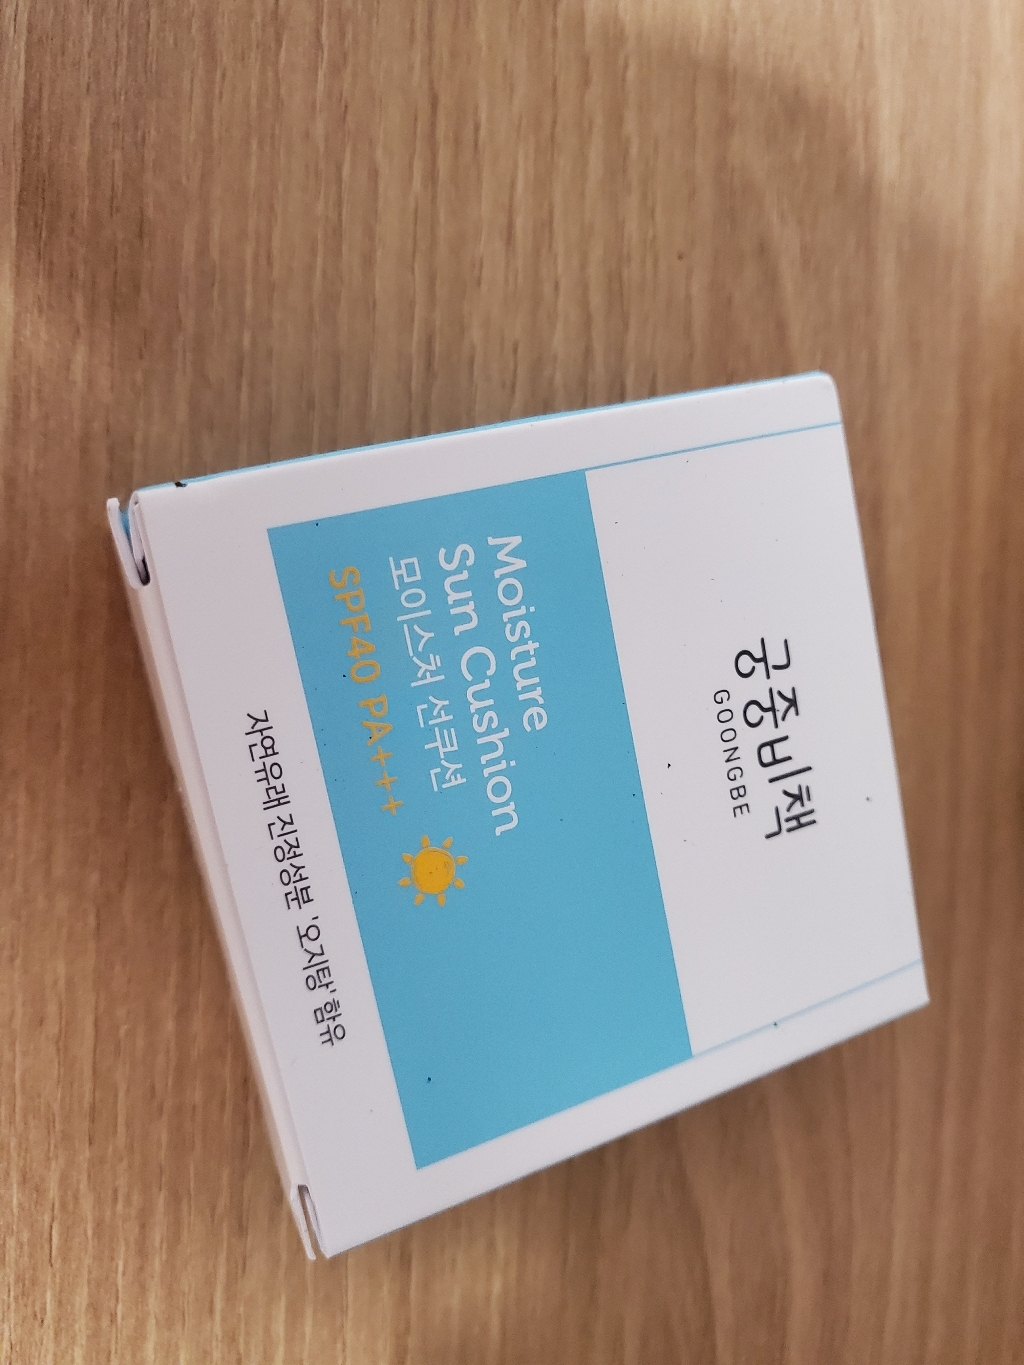 궁중비책
GOONGBE
Moisture
Sun Cushion
모이스처 선쿠션
SPF40 PA+++
자연유래 진정성분 '오지탕' 함유